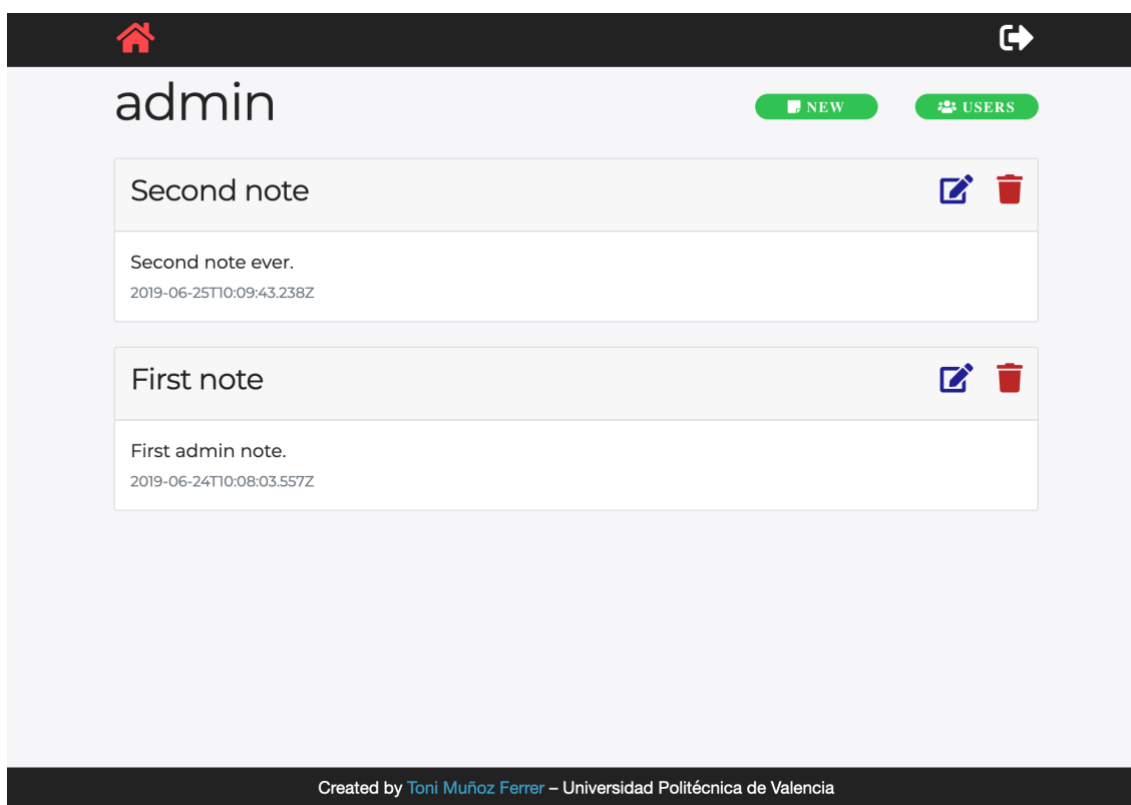 admin
NEW
USERS
Second note
Second note ever.
2019-06-25T10:09:43.238Z
First note
First admin note.
2019-06-24T10:08:03.557Z
Created by Toni Muñoz Ferrer – Universidad Politécnica de Valencia